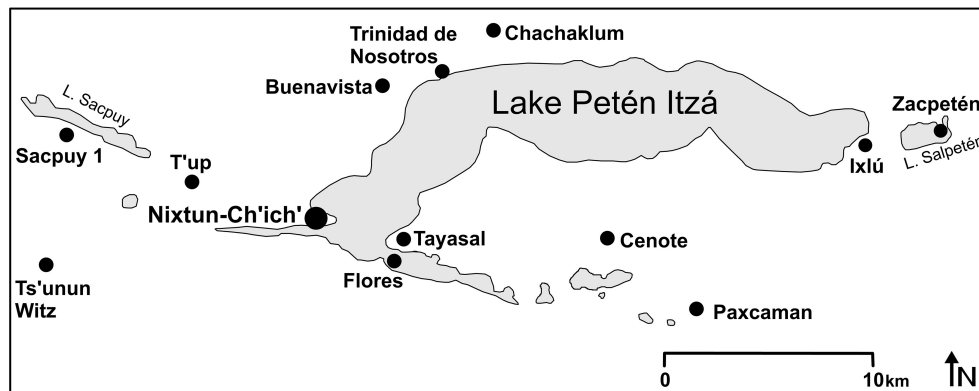 Chachaklum
Trinidad de
Nosotros
Buenavista
L. Sacpuy
Lake Petén Itzá
Zacpetén
Sacpuy 1
Ixlú
L. Salpetén
T'up
Nixtun-Ch'ich'
Tayasal
Cenote
Flores
Ts'unun
Witz
Paxcaman
0
10km
N